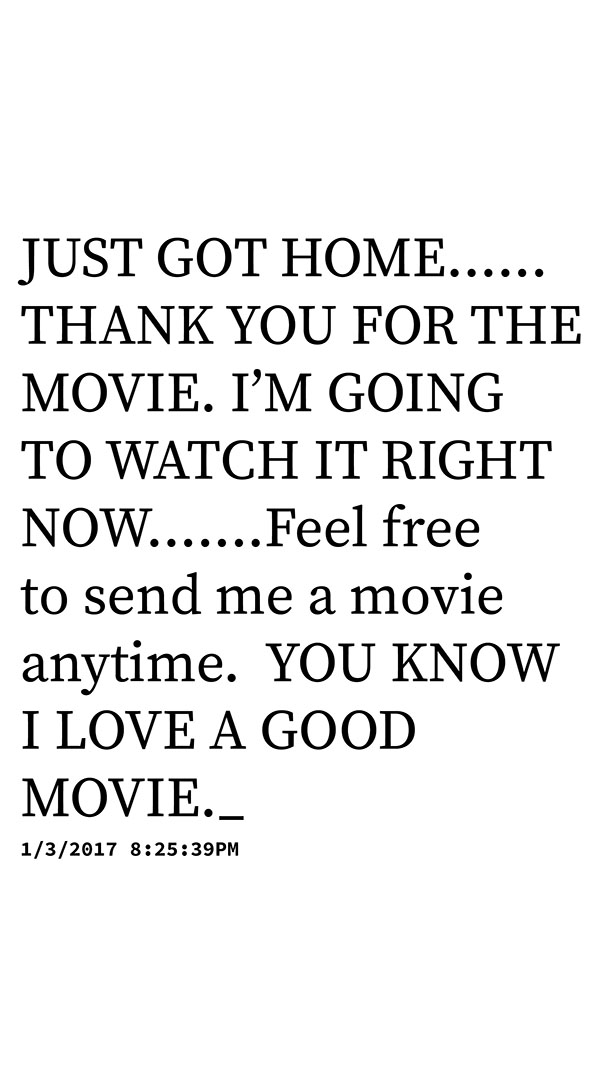 JUST GOT HOME......
THANK YOU FOR THE
MOVIE. I’M GOING
TO WATCH IT RIGHT
NOW.......Feel free
to send me a movie
anytime.  YOU KNOW
I LOVE A GOOD
MOVIE._
1/3/2017 8:25:39PM